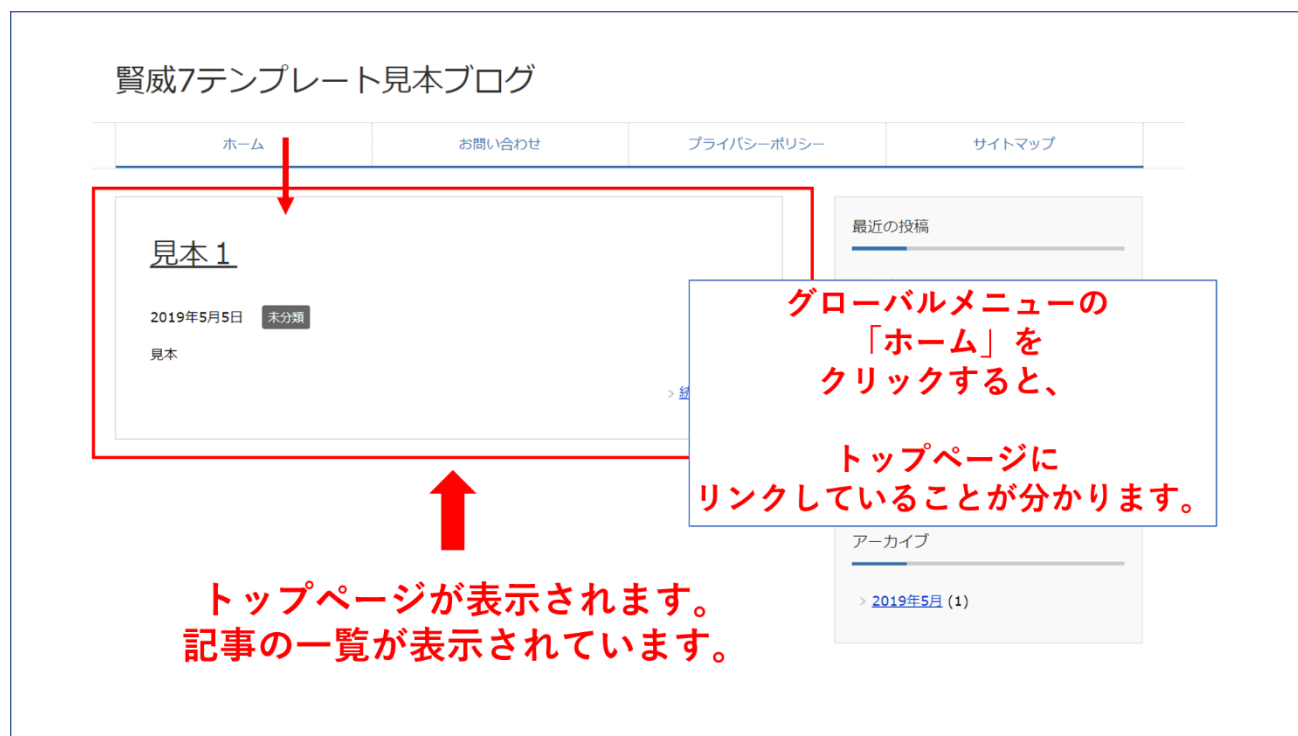 賢威7テンプレート見本ブログ
ホーム
お問い合わせ
プライバシーポリシー
サイトマップ
見本１
2019年5月5日
未分類
見本
最近の投稿
グローバルメニューの
「ホーム」を
クリックすると、
トップページに
リンクしていることが分かります。
アーカイブ
2019年5月 (1)
トップページが表示されます。
記事の一覧が表示されています。